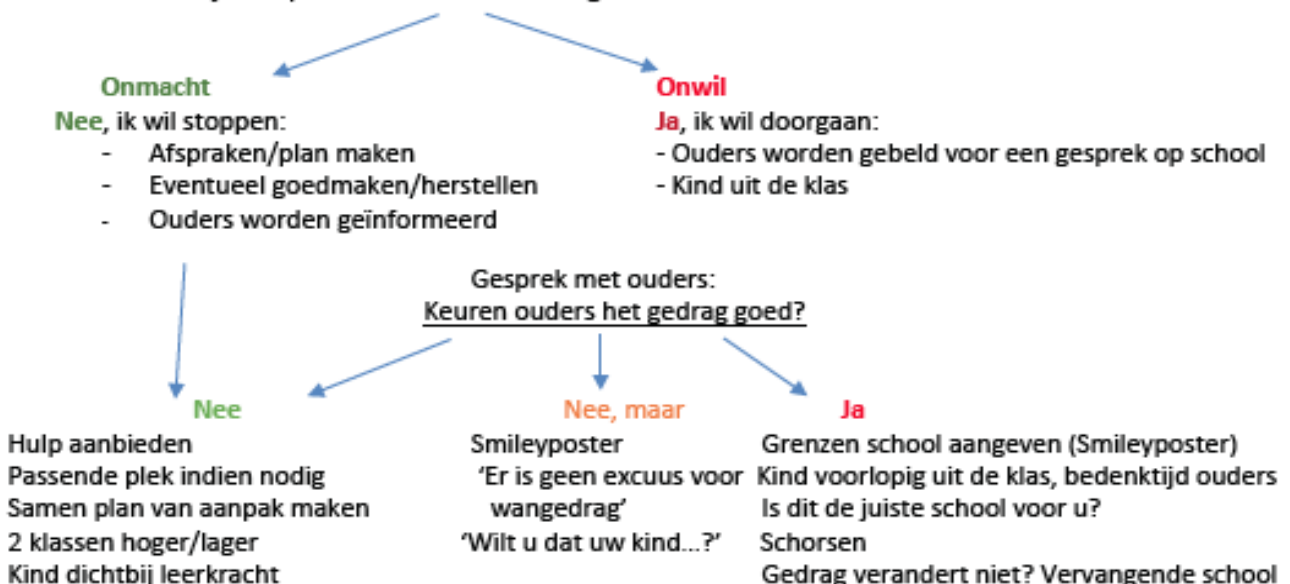 Onmacht
Nee, ik wil stoppen:
- Afspraken/plan maken
- Eventueel goedmaken/herstellen
- Ouders worden geïnformeerd
Onwil
Ja, ik wil doorgaan:
- Ouders worden gebeld voor een gesprek op school
- Kind uit de klas
Gesprek met ouders:
Keuren ouders het gedrag goed?
Nee
Hulp aanbieden
Passende plek indien nodig
Samen plan van aanpak maken
2 klassen hoger/lager
Kind dichtbij leerkracht
Nee, maar
Smileyposter
‘Er is geen excuus voor
wangedrag’
‘Wilt u dat uw kind...?’
Ja
Grenzen school aangeven (Smileyposter)
Kind voorlopig uit de klas, bedenktijd ouders
Is dit de juiste school voor u?
Schorsen
Gedrag verandert niet? Vervangende school